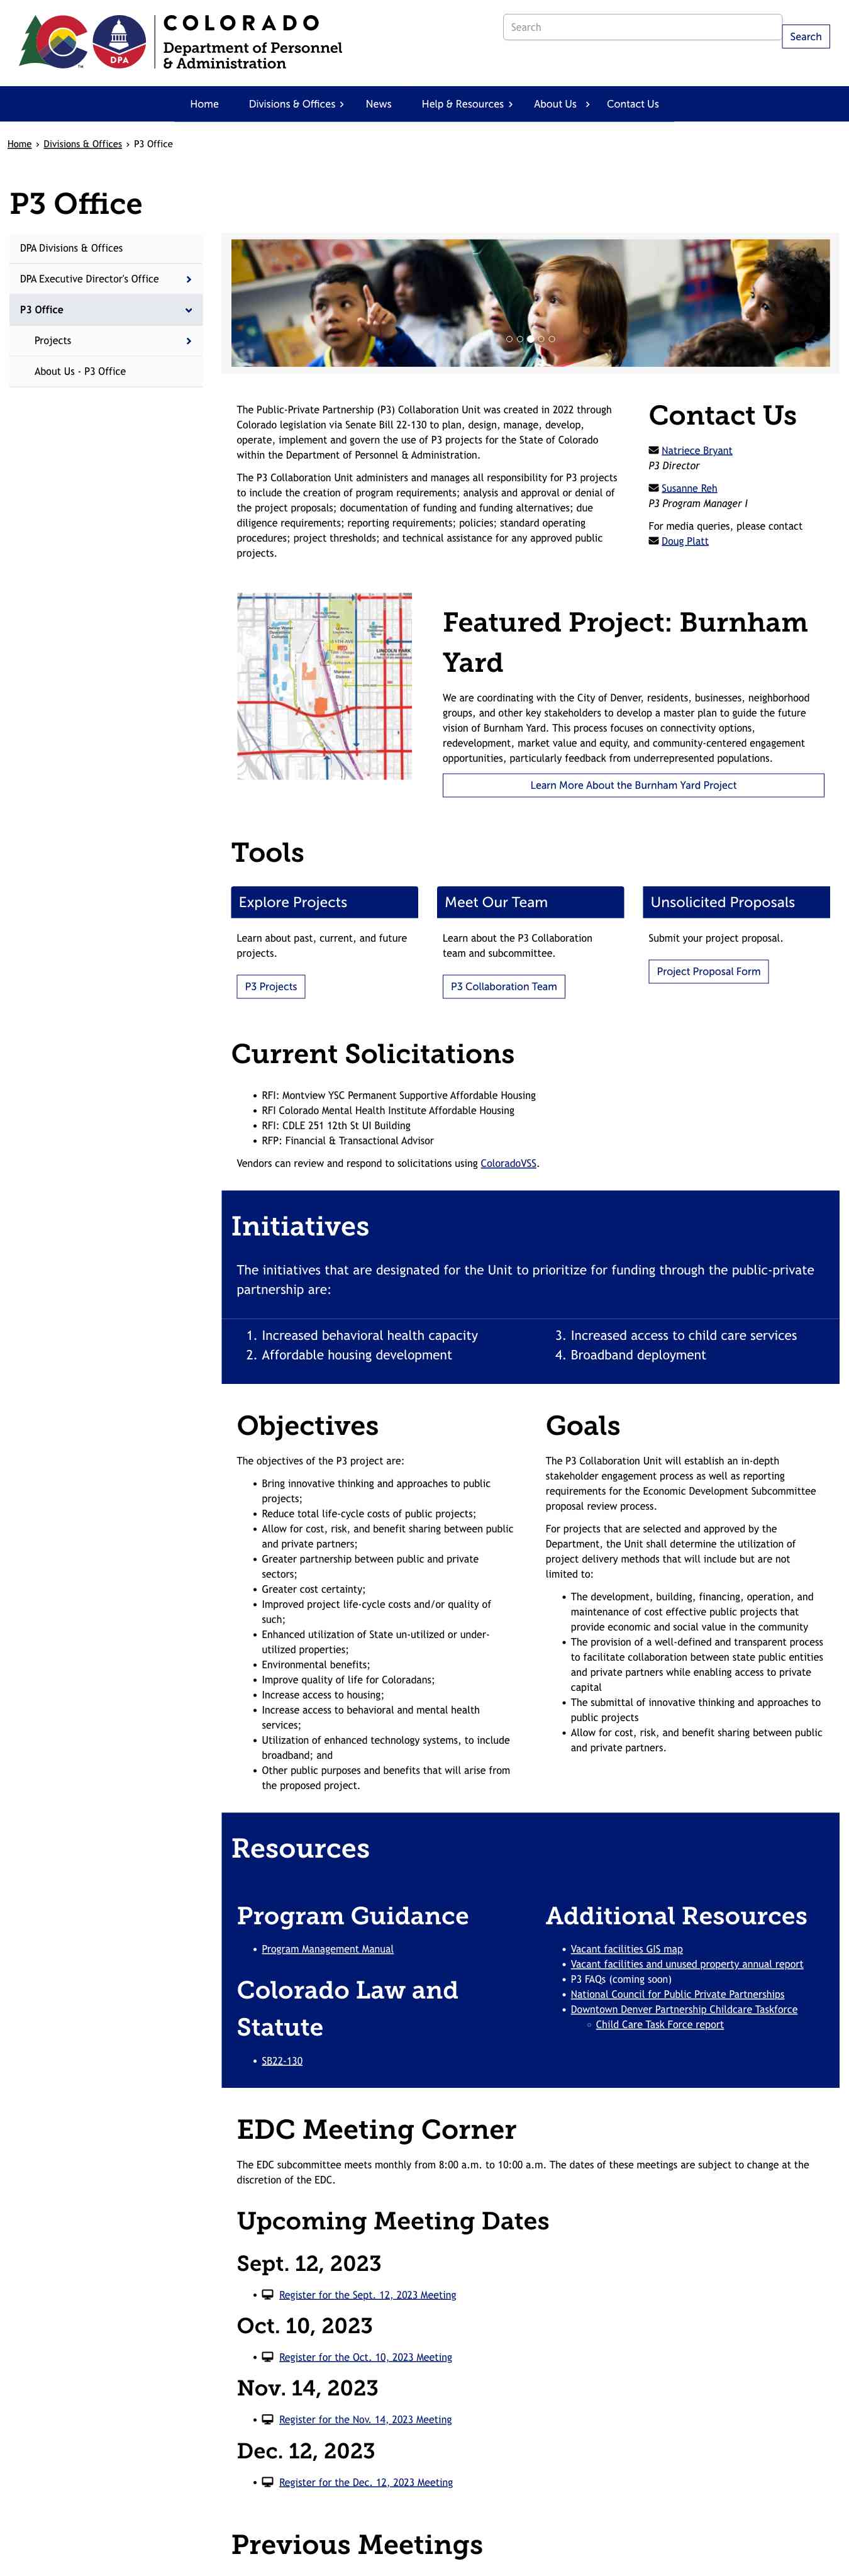 COLORADO
Department of Personnel
& Administration
DPA
TM
Search
Search
Home
Divisions & Offices
News
Help & Resources
About Us
Contact Us
Home › Divisions & Offices › P3 Office
P3 Office
DPA Divisions & Offices
DPA Executive Director's Office
P3 Office
Projects
About Us - P3 Office
The Public-Private Partnership (P3) Collaboration Unit was created in 2022 through
Colorado legislation via Senate Bill 22-130 to plan, design, manage, develop,
operate, implement and govern the use of P3 projects for the State of Colorado
within the Department of Personnel & Administration.
The P3 Collaboration Unit administers and manages all responsibility for P3 projects
to include the creation of program requirements; analysis and approval or denial of
the project proposals; documentation of funding and funding alternatives; due
diligence requirements; reporting requirements; policies; standard operating
procedures; project thresholds; and technical assistance for any approved public
projects.
Contact Us
Natriece Bryant
P3 Director
Susanne Reh
P3 Program Manager I
For media queries, please contact
Doug Platt
LINCOLN PARK
Featured Project: Burnham
Yard
We are coordinating with the City of Denver, residents, businesses, neighborhood
groups, and other key stakeholders to develop a master plan to guide the future
vision of Burnham Yard. This process focuses on connectivity options,
redevelopment, market value and equity, and community-centered engagement
opportunities, particularly feedback from underrepresented populations.
Learn More About the Burnham Yard Project
Tools
Explore Projects
Learn about past, current, and future
projects.
P3 Projects
Meet Our Team
Learn about the P3 Collaboration
team and subcommittee.
P3 Collaboration Team
Unsolicited Proposals
Submit your project proposal.
Project Proposal Form
Current Solicitations
• RFI: Montview YSC Permanent Supportive Affordable Housing
• RFI Colorado Mental Health Institute Affordable Housing
• RFI: CDLE 251 12th St UI Building
• RFP: Financial & Transactional Advisor
Vendors can review and respond to solicitations using ColoradoVSS.
Initiatives
The initiatives that are designated for the Unit to prioritize for funding through the public-private
partnership are:
1. Increased behavioral health capacity
2. Affordable housing development
3. Increased access to child care services
4. Broadband deployment
Objectives
The objectives of the P3 project are:
• Bring innovative thinking and approaches to public
projects;
• Reduce total life-cycle costs of public projects;
• Allow for cost, risk, and benefit sharing between public
and private partners;
• Greater partnership between public and private
sectors;
• Greater cost certainty;
• Improved project life-cycle costs and/or quality of
such;
• Enhanced utilization of State un-utilized or under-
utilized properties;
• Environmental benefits;
• Improve quality of life for Coloradans;
• Increase access to housing;
• Increase access to behavioral and mental health
services;
• Utilization of enhanced technology systems, to include
broadband; and
• Other public purposes and benefits that will arise from
the proposed project.
Goals
The P3 Collaboration Unit will establish an in-depth
stakeholder engagement process as well as reporting
requirements for the Economic Development Subcommittee
proposal review process.
For projects that are selected and approved by the
Department, the Unit shall determine the utilization of
project delivery methods that will include but are not
limited to:
• The development, building, financing, operation, and
maintenance of cost effective public projects that
provide economic and social value in the community
• The provision of a well-defined and transparent process
to facilitate collaboration between state public entities
and private partners while enabling access to private
capital
• The submittal of innovative thinking and approaches to
public projects
• Allow for cost, risk, and benefit sharing between public
and private partners.
Resources
Program Guidance
• Program Management Manual
Colorado Law and
Statute
• SB22-130
Additional Resources
• Vacant facilities GIS map
• Vacant facilities and unused property annual report
• P3 FAQs (coming soon)
• National Council for Public Private Partnerships
• Downtown Denver Partnership Childcare Taskforce
○ Child Care Task Force report
EDC Meeting Corner
The EDC subcommittee meets monthly from 8:00 a.m. to 10:00 a.m. The dates of these meetings are subject to change at the
discretion of the EDC.
Upcoming Meeting Dates
Sept. 12, 2023
• Register for the Sept. 12, 2023 Meeting
Oct. 10, 2023
• Register for the Oct. 10, 2023 Meeting
Nov. 14, 2023
• Register for the Nov. 14, 2023 Meeting
Dec. 12, 2023
• Register for the Dec. 12, 2023 Meeting
Previous Meetings